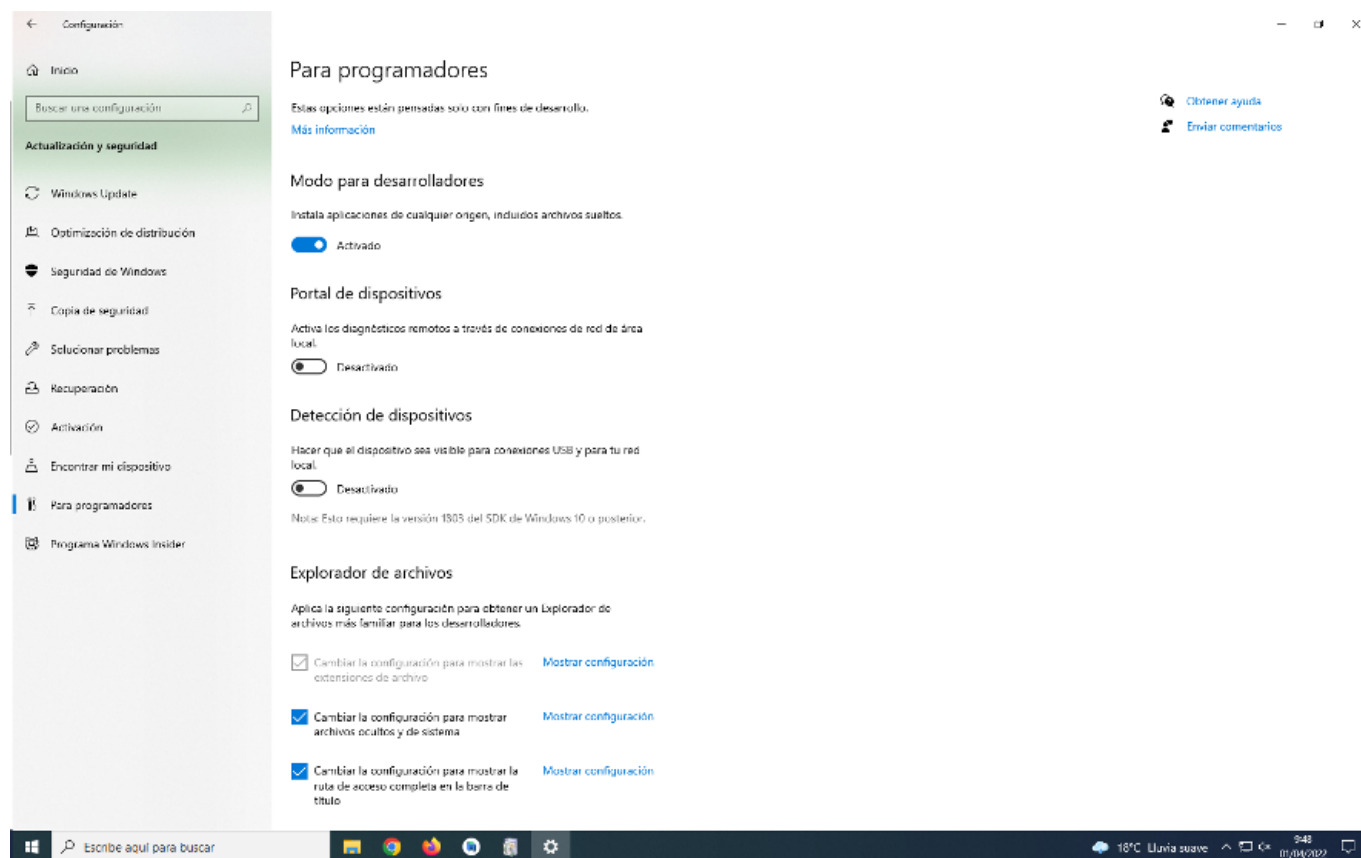 Configuración
Inicio
Buscar una configuración
Actualización y seguridad
Windows Update
Optimización de distribución
Seguridad de Windows
Copia de seguridad
Solucionar problemas
Recuperación
Activación
Encontrar mi dispositivo
Para programadores
Programa Windows Insider
Para programadores
Estas opciones están pensadas solo con fines de desarrollo.
Más información
Modo para desarrolladores
Instala aplicaciones de cualquier origen, incluidos archivos sueltos.
Activado
Portal de dispositivos
Activa los diagnósticos remotos a través de conexiones de red de área
local.
Desactivado
Detección de dispositivos
Hacer que el dispositivo sea visible para conexiones USB y para tu red
local.
Desactivado
Nota: Esto requiere la versión 1803 del SDK de Windows 10 o posterior.
Explorador de archivos
Aplica la siguiente configuración para obtener un Explorador de
archivos más familiar para los desarrolladores.
Cambiar la configuración para mostrar las Mostrar configuración
extensiones de archivo
Cambiar la configuración para mostrar Mostrar configuración
archivos ocultos y de sistema
Cambiar la configuración para mostrar la Mostrar configuración
ruta de acceso completa en la barra de
título
Obtener ayuda
Enviar comentarios
Escribe aquí para buscar
18°C Lluvia suave
9:43
01/04/2022